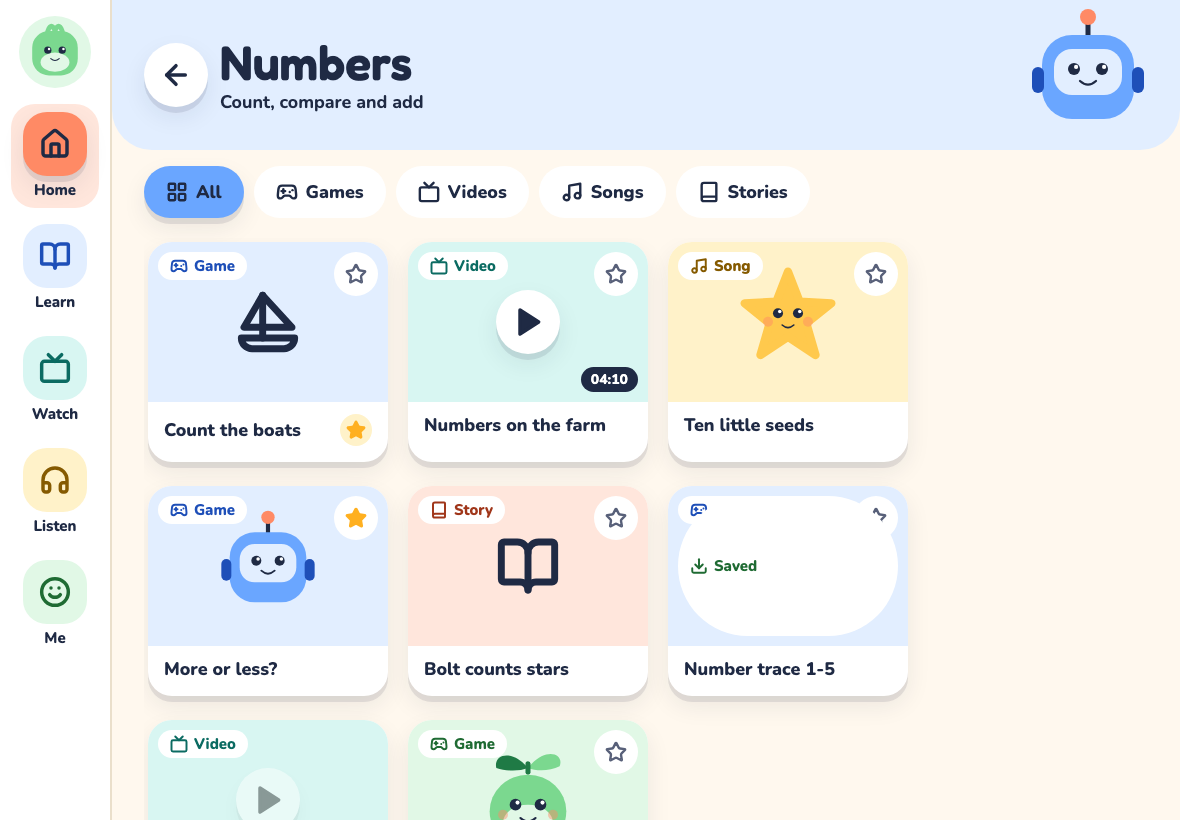 Numbers
Count, compare and add
Home
Learn
Watch
Listen
Me
All
Games
Videos
Songs
Stories
Game
Count the boats
Video
04:10
Numbers on the farm
Song
Ten little seeds
Game
More or less?
Story
Bolt counts stars
Saved
Number trace 1-5
Video
Game